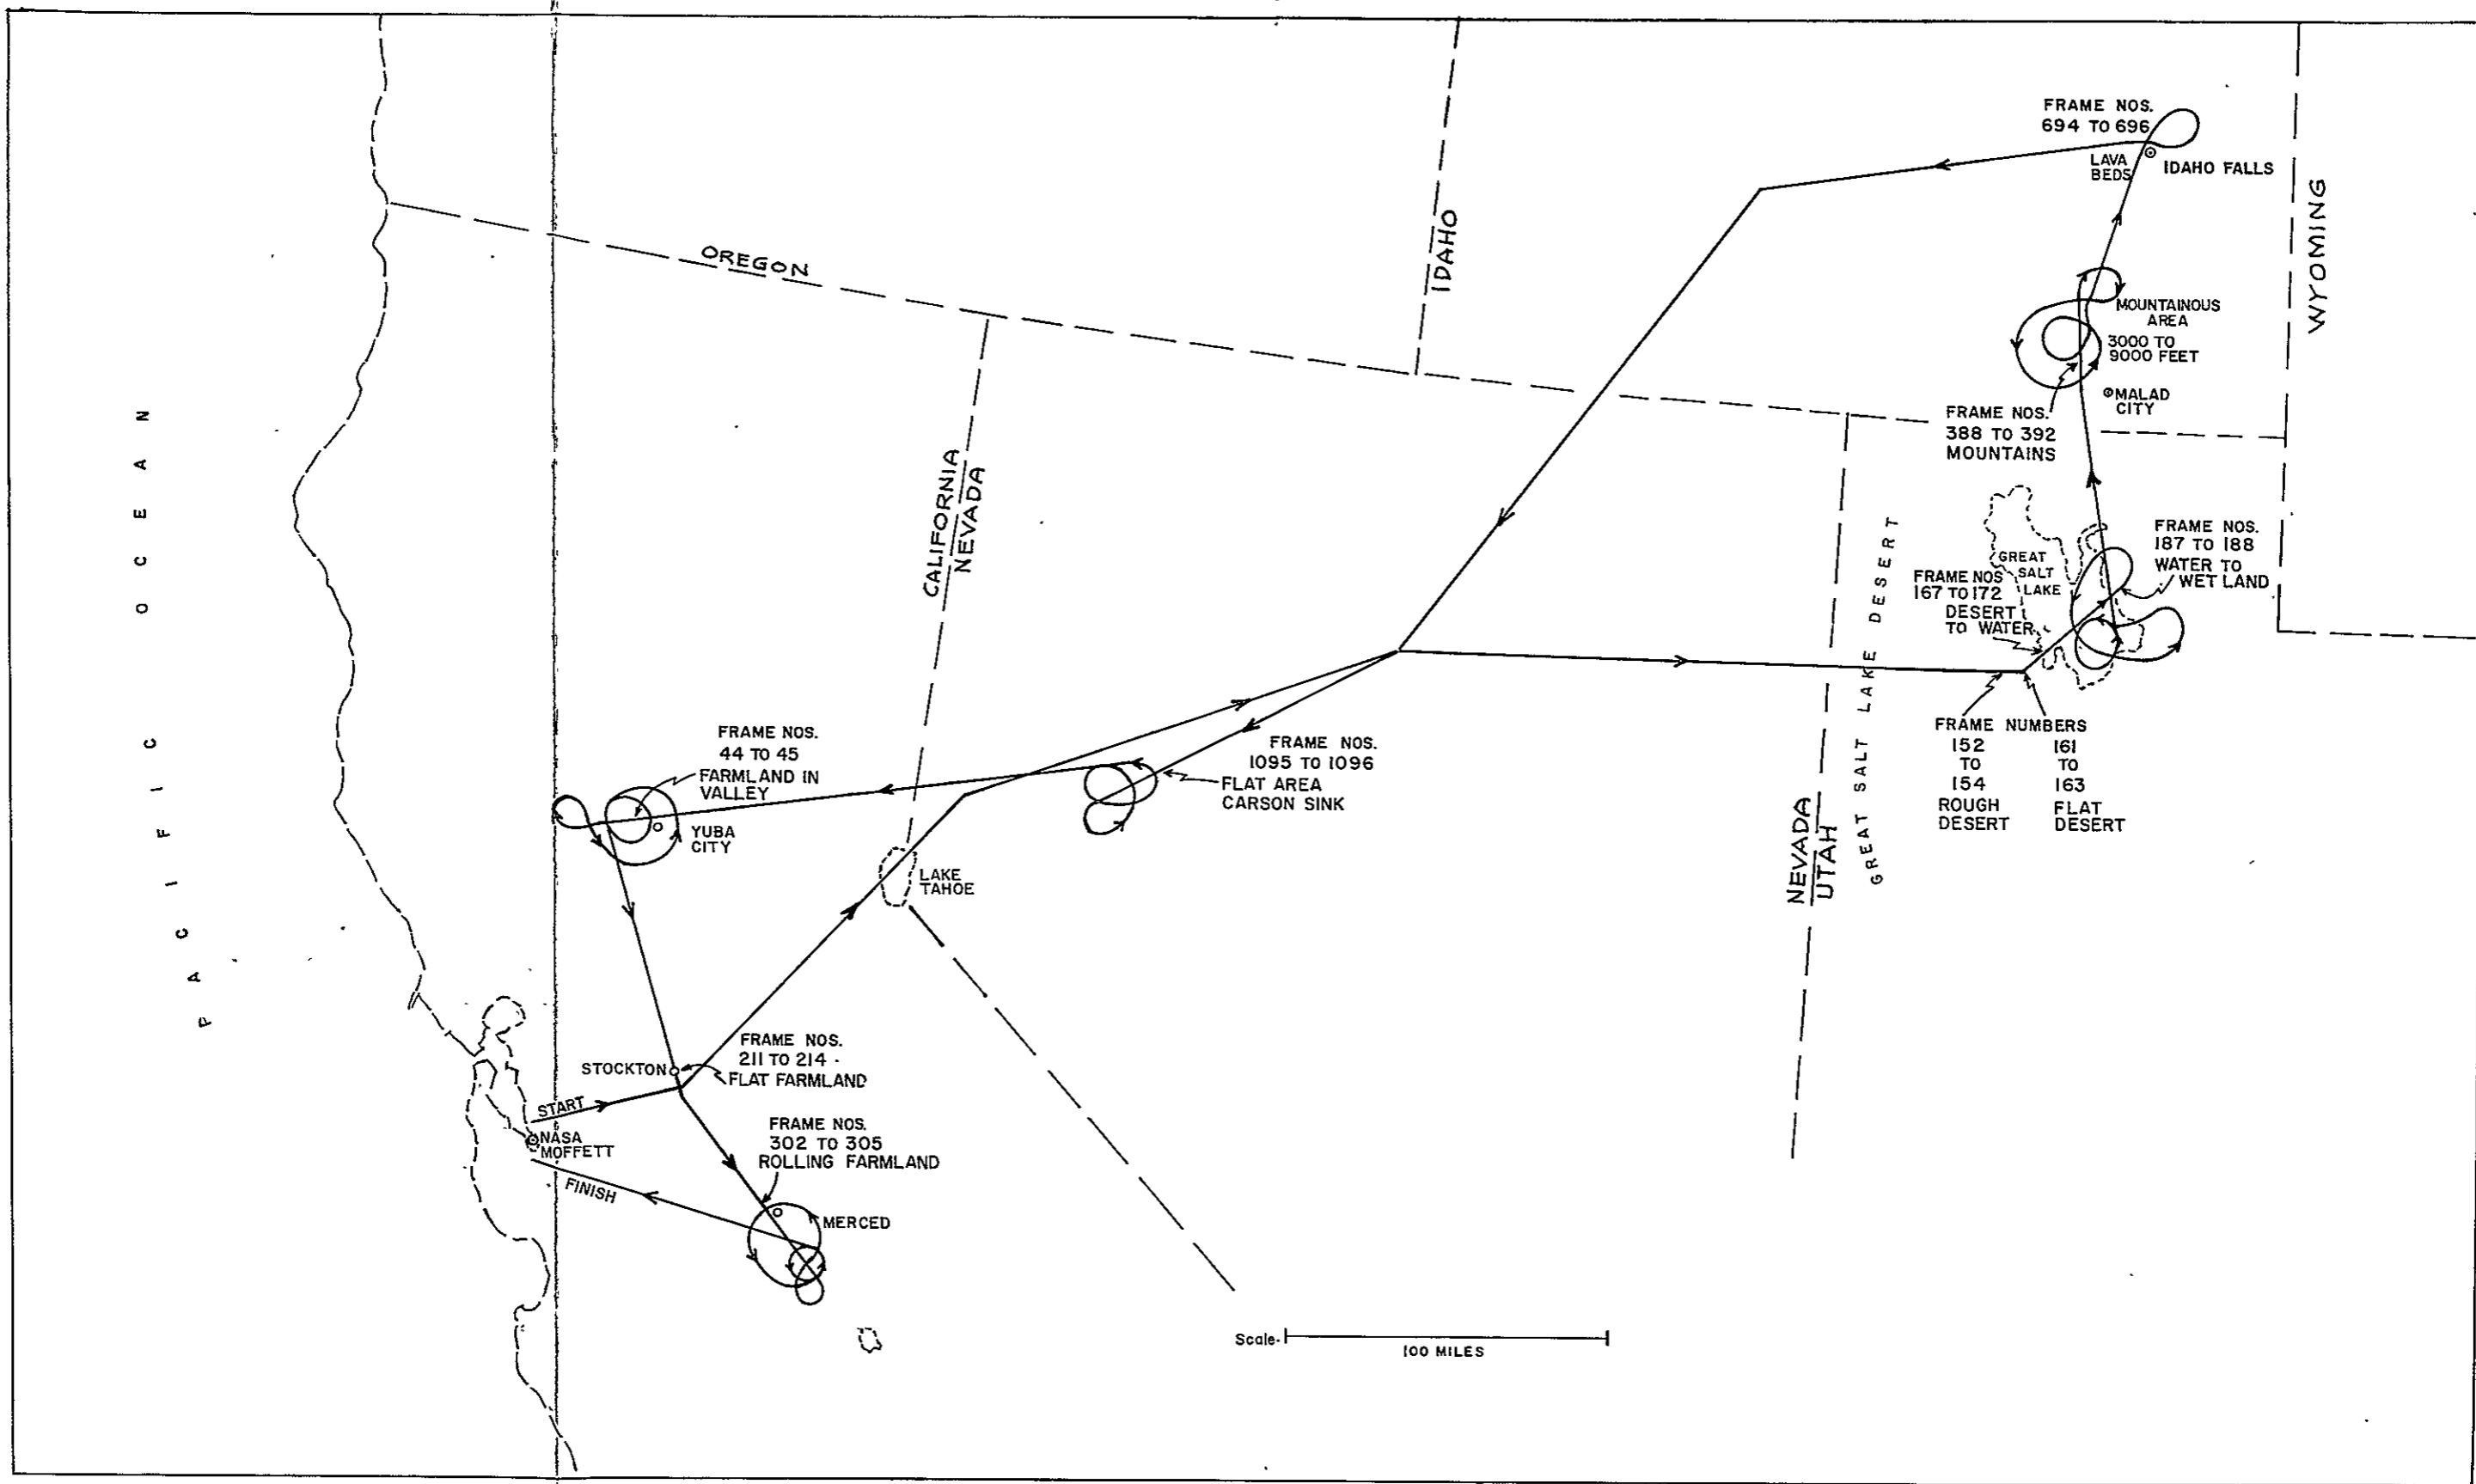 FRAME NOS.
694 TO 696
LAVA
BEDS
IDAHO FALLS
WYOMING
OREGON
IDAHO
MOUNTAINOUS
AREA
3000 TO
9000 FEET
MALAD
CITY
FRAME NOS.
388 TO 392
MOUNTAINS
PACIFIC OCEAN
CALIFORNIA
NEVADA
GREAT SALT LAKE DESERT
GREAT
SALT
LAKE
FRAME NOS.
187 TO 188
WATER TO
WET LAND
FRAME NOS
167 TO 172
DESERT
TO WATER
FRAME NUMBERS
152
TO
154
ROUGH
DESERT
161
TO
163
FLAT
DESERT
NEVADA
UTAH
FRAME NOS.
44 TO 45
FARMLAND IN
VALLEY
YUBA
CITY
FRAME NOS.
1095 TO 1096
FLAT AREA
CARSON SINK
LAKE
TAHOE
STOCKTON
FRAME NOS.
211 TO 214
FLAT FARMLAND
START
NASA
MOFFETT
FINISH
FRAME NOS.
302 TO 305
ROLLING FARMLAND
MERCED
Scale
100 MILES